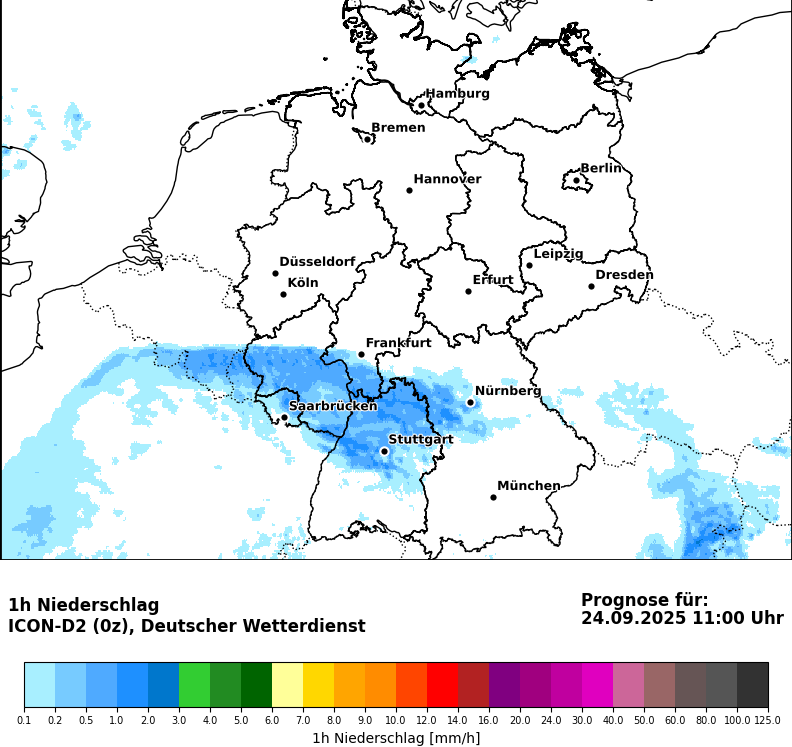 Hamburg
Bremen
Berlin
Hannover
Leipzig
Düsseldorf
Dresden
Köln
Erfurt
Frankfurt
Nürnberg
Saarbrücken
Stuttgart
München
1h Niederschlag
ICON-D2 (0z), Deutscher Wetterdienst
Prognose für:
24.09.2025 11:00 Uhr
0.1 0.2 0.5 1.0 2.0 3.0 4.0 5.0 6.0 7.0 8.0 9.0 10.0 12.0 14.0 16.0 20.0 24.0 30.0 40.0 50.0 60.0 80.0 100.0 125.0
1h Niederschlag [mm/h]